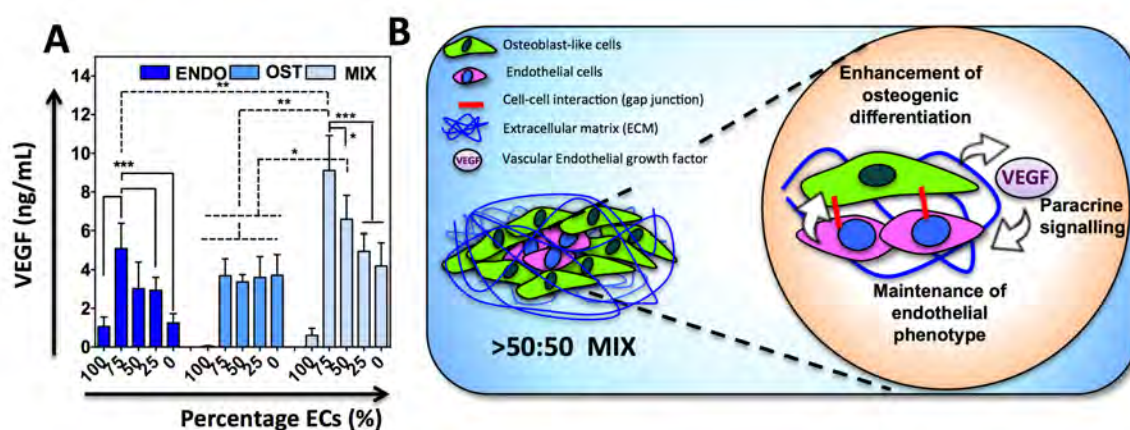 A
ENDO OST MIX
VEGF (ng/mL)
14
12
10
8
6
4
2
0
**
**
***
*
*
***
100 75 50 25 0 100 75 50 25 0 100 75 50 25 0
Percentage ECs (%)
B
Osteoblast-like cells
Endothelial cells
Cell-cell interaction (gap junction)
Extracellular matrix (ECM)
VEGF Vascular Endothelial growth factor
>50:50 MIX
Enhancement of
osteogenic
differentiation
VEGF
Paracrine
signalling
Maintenance of
endothelial
phenotype